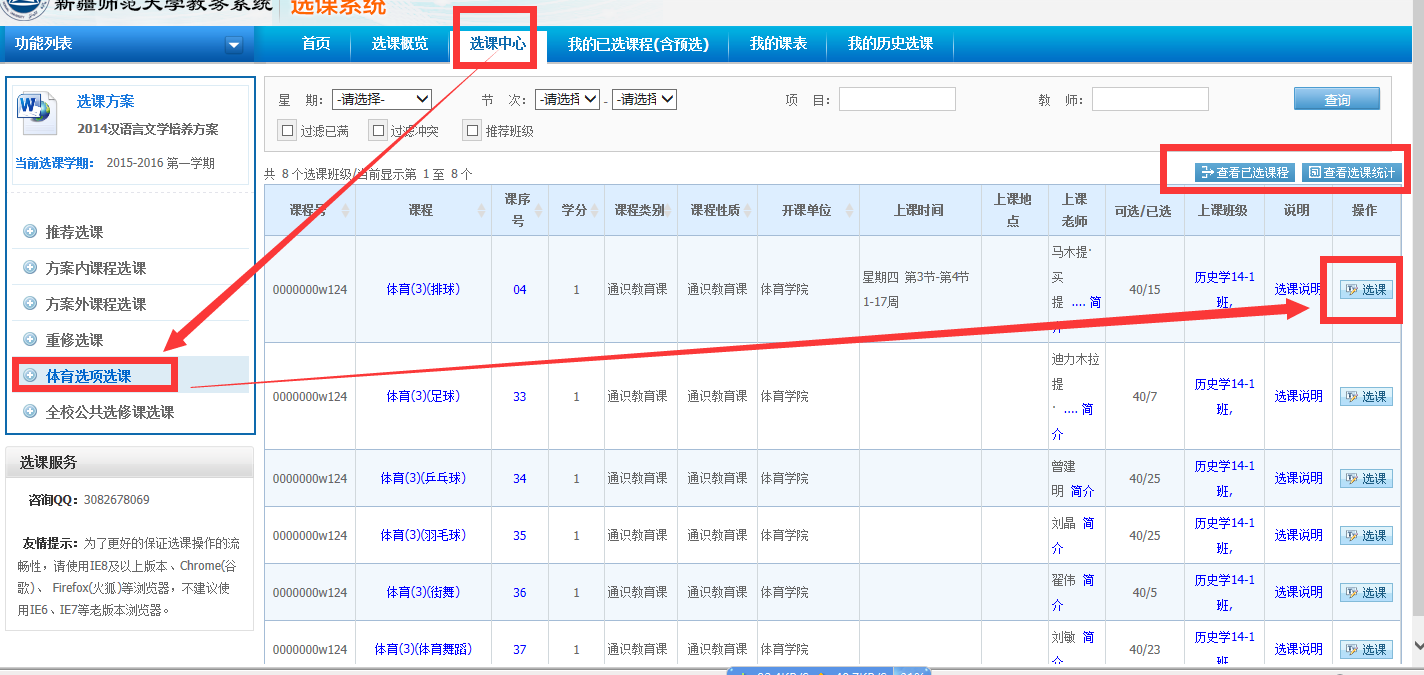 新疆师范大学教务系统 选课系统
功能列表 首页 选课概览 选课中心 我的已选课程(含预选) 我的课表 我的历史选课
选课方案
2014汉语言文学培养方案
当前选课学期: 2015-2016 第一学期
推荐选课
方案内课程选课
方案外课程选课
重修选课
体育选项选课
全校公共选修课选课
选课服务
咨询QQ: 3082678069
友情提示: 为了更好的保证选课操作的流
畅性，请使用IE8及以上版本、Chrome(谷
歌)、 Firefox(火狐)等浏览器，不建议使
用IE6、IE7等老版本浏览器。
星 期: -请选择- 节 次: -请选择 - -请选择 项 目: 教 师: 查询
过滤已满 过滤冲突 推荐班级
共 8 个选课班级/当前显示第 1 至 8 个 查看已选课程 查看选课统计
课程号 课程 课序号 学分 课程类别 课程性质 开课单位 上课时间 上课地点 上课老师 可选/已选 上课班级 说明 操作
0000000w124 体育(3)(排球) 04 1 通识教育课 通识教育课 体育学院 星期四 第3节-第4节 1-17周 马木提·买提 .... 简介 40/15 历史学14-1班, 选课说明 选课
0000000w124 体育(3)(足球) 33 1 通识教育课 通识教育课 体育学院 迪力木拉提· .... 简介 40/7 历史学14-1班, 选课说明 选课
0000000w124 体育(3)(乒乓球) 34 1 通识教育课 通识教育课 体育学院 曾建明 简介 40/25 历史学14-1班, 选课说明 选课
0000000w124 体育(3)(羽毛球) 35 1 通识教育课 通识教育课 体育学院 刘晶 简介 40/25 历史学14-1班, 选课说明 选课
0000000w124 体育(3)(街舞) 36 1 通识教育课 通识教育课 体育学院 翟伟 简介 40/5 历史学14-1班, 选课说明 选课
0000000w124 体育(3)(体育舞蹈) 37 1 通识教育课 通识教育课 体育学院 刘敏 简介 40/23 历史学14-1班 选课说明 选课